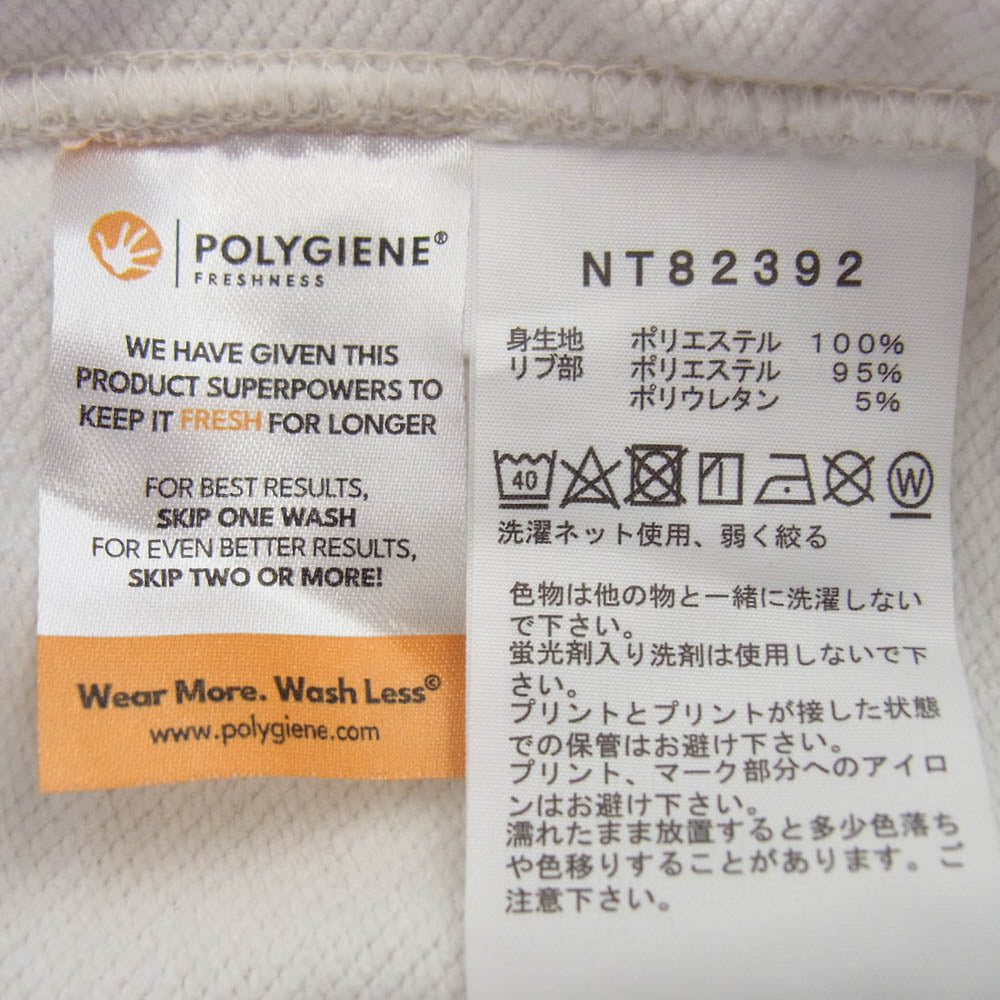 POLYGIENE®
FRESHNESS
WE HAVE GIVEN THIS
PRODUCT SUPERPOWERS TO
KEEP IT FRESH FOR LONGER
FOR BEST RESULTS,
SKIP ONE WASH
FOR EVEN BETTER RESULTS,
SKIP TWO OR MORE!
Wear More. Wash Less©
www.polygiene.com
NT82392
身生地 ポリエステル 100%
リブ部 ポリエステル 95%
ポリウレタン 5%
40 W
洗濯ネット使用、弱く絞る
色物は他の物と一緒に洗濯しない
で下さい。
蛍光剤入り洗剤は使用しないで下
さい。
プリントとプリントが接した状態
での保管はお避け下さい。
プリント、マーク部分へのアイロ
ンはお避け下さい。
濡れたまま放置すると多少色落ち
や色移りすることがあります。ご
注意下さい。